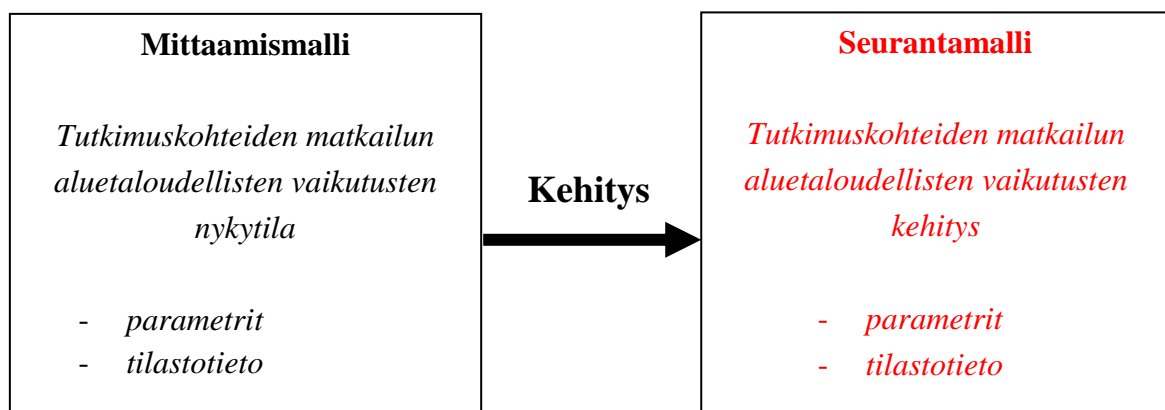 Mittaamismalli
Tutkimuskohteiden matkailun
aluetaloudellisten vaikutusten
nykytila
- parametrit
- tilastotieto
Kehitys
Seurantamalli
Tutkimuskohteiden matkailun
aluetaloudellisten vaikutusten
kehitys
- parametrit
- tilastotieto